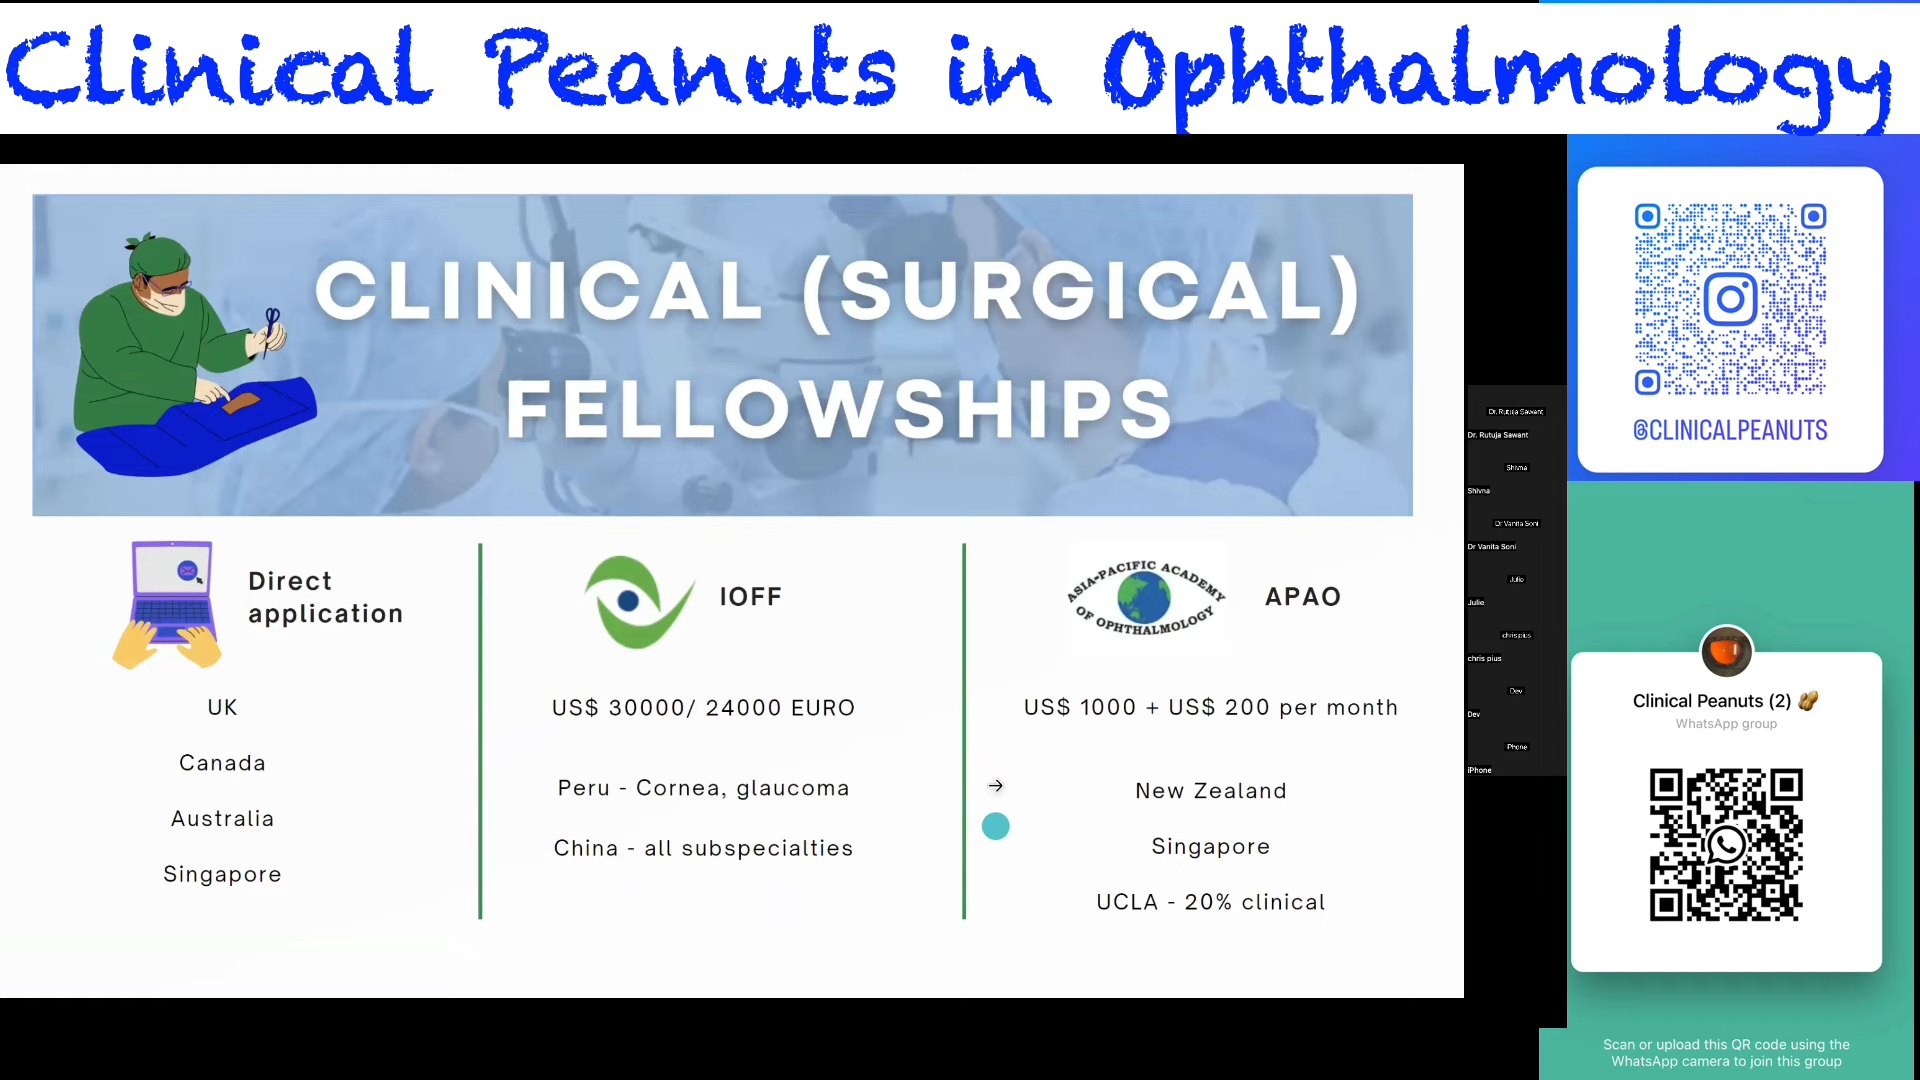 Clinical Peanuts in Ophthalmology
CLINICAL (SURGICAL)
FELLOWSHIPS
Direct
application
UK
Canada
Australia
Singapore
IOFF
US$ 30000/ 24000 EURO
Peru - Cornea, glaucoma
China - all subspecialties
ASIA-PACIFIC ACADEMY
OF OPHTHALMOLOGY
APAO
US$ 1000 + US$ 200 per month
New Zealand
Singapore
UCLA - 20% clinical
Dr. Rutuja Sawant
Dr. Rutuja Sawant
Shivna
Shivna
Dr Vanita Soni
Dr Vanita Soni
Julie
Julie
chris pius
chris pius
Dev
Dev
iPhone
iPhone
@CLINICALPEANUTS
Clinical Peanuts (2) 🥜
WhatsApp group
Scan or upload this QR code using the
WhatsApp camera to join this group